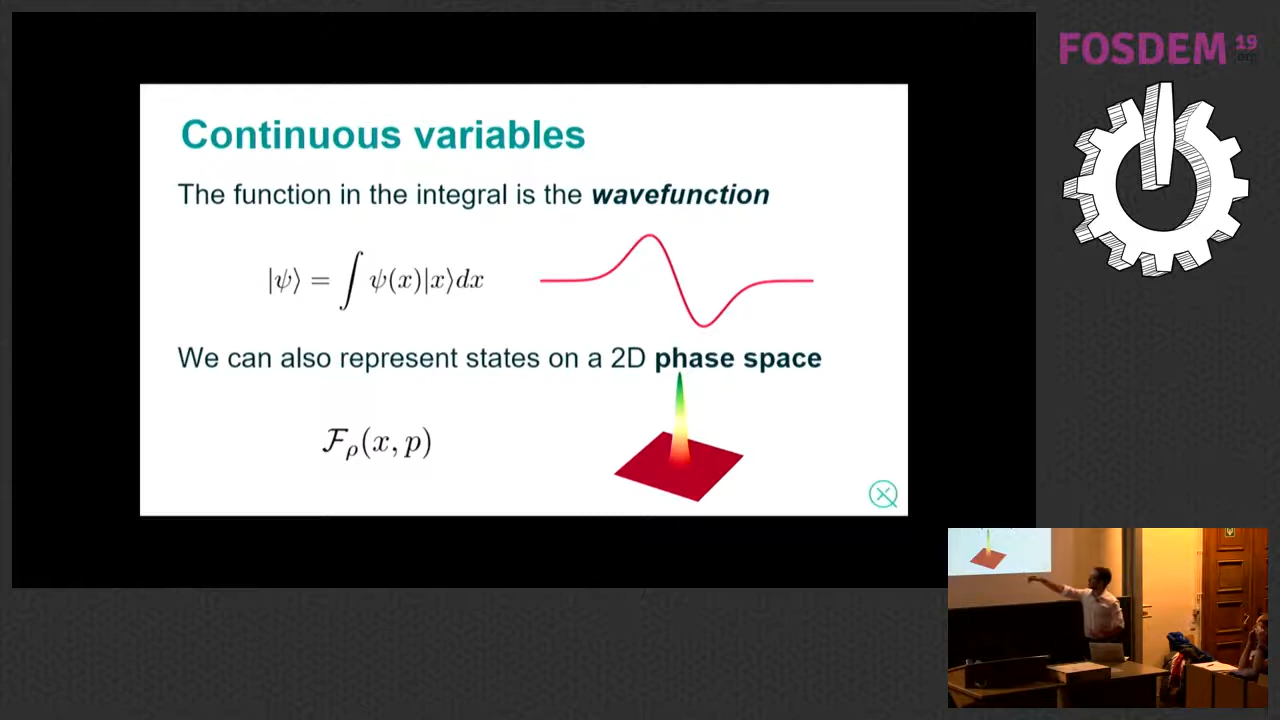 FOSDEM 19
.org
Continuous variables
The function in the integral is the wavefunction
|ψ⟩ = ∫ ψ(x)|x⟩dx
We can also represent states on a 2D phase space
ℱρ(x, p)